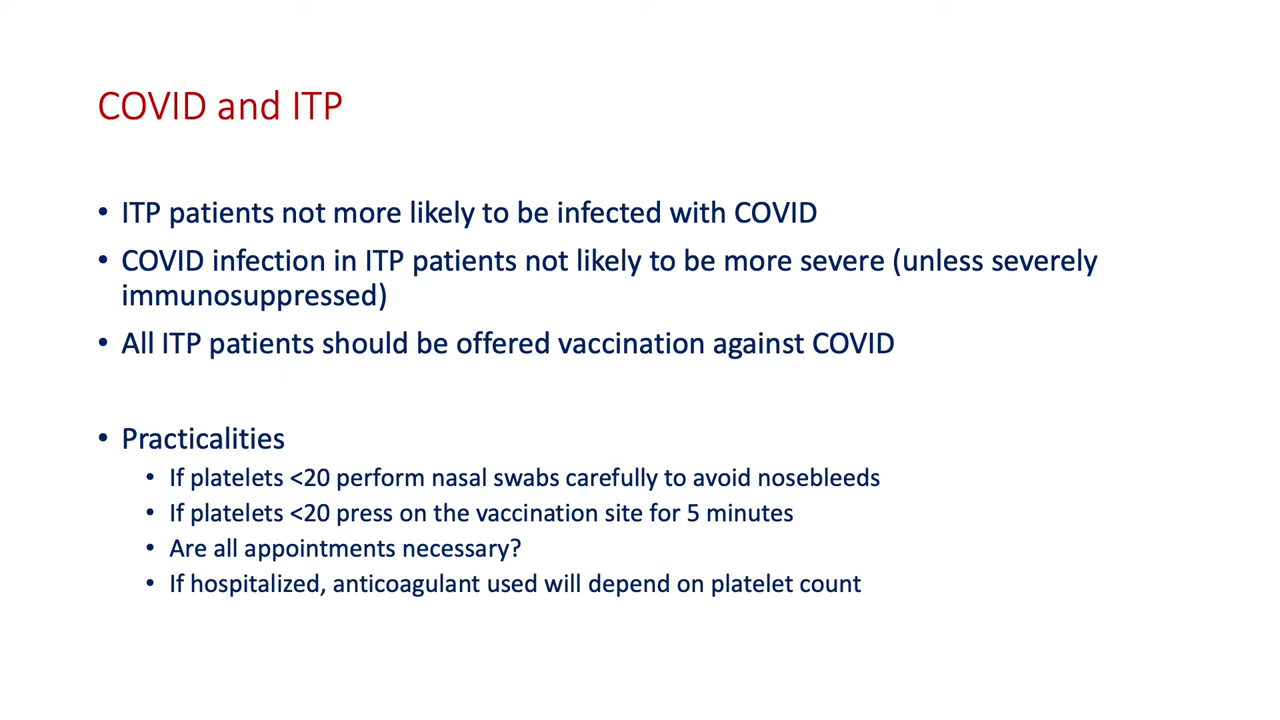 COVID and ITP
• ITP patients not more likely to be infected with COVID
• COVID infection in ITP patients not likely to be more severe (unless severely
immunosuppressed)
• All ITP patients should be offered vaccination against COVID
• Practicalities
• If platelets <20 perform nasal swabs carefully to avoid nosebleeds
• If platelets <20 press on the vaccination site for 5 minutes
• Are all appointments necessary?
• If hospitalized, anticoagulant used will depend on platelet count